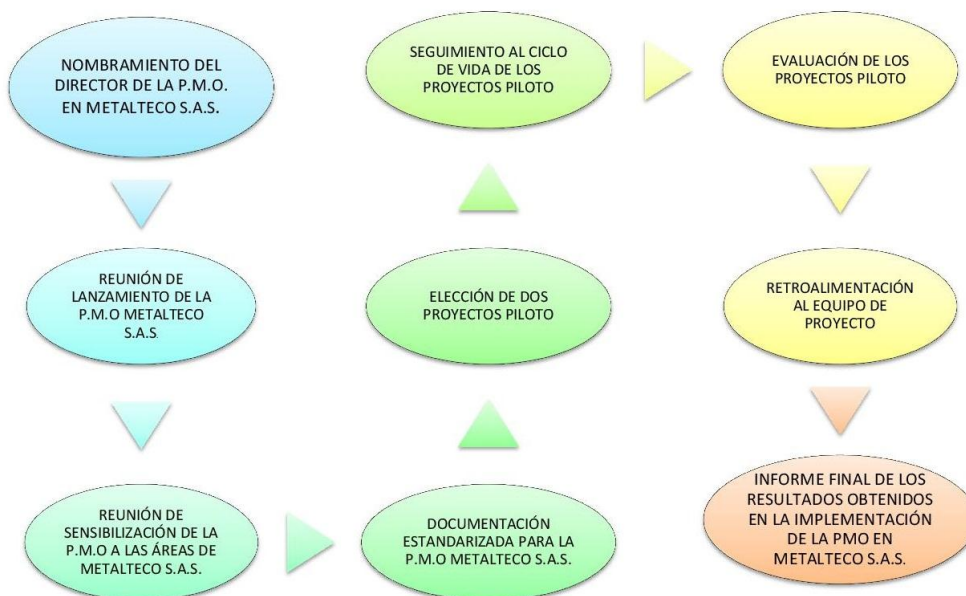 NOMBRAMIENTO DEL
DIRECTOR DE LA P.M.O.
EN METALTECO S.A.S.
REUNIÓN DE
LANZAMIENTO DE LA
P.M.O METALTECO
S.A.S.
REUNIÓN DE
SENSIBILIZACIÓN DE LA
P.M.O A LAS ÁREAS DE
METALTECO S.A.S.
DOCUMENTACIÓN
ESTANDARIZADA PARA LA
P.M.O METALTECO S.A.S.
ELECCIÓN DE DOS
PROYECTOS PILOTO
SEGUIMIENTO AL CICLO
DE VIDA DE LOS
PROYECTOS PILOTO
EVALUACIÓN DE LOS
PROYECTOS PILOTO
RETROALIMENTACIÓN
AL EQUIPO DE
PROYECTO
INFORME FINAL DE LOS
RESULTADOS OBTENIDOS
EN LA IMPLEMENTACIÓN
DE LA PMO EN
METALTECO S.A.S.